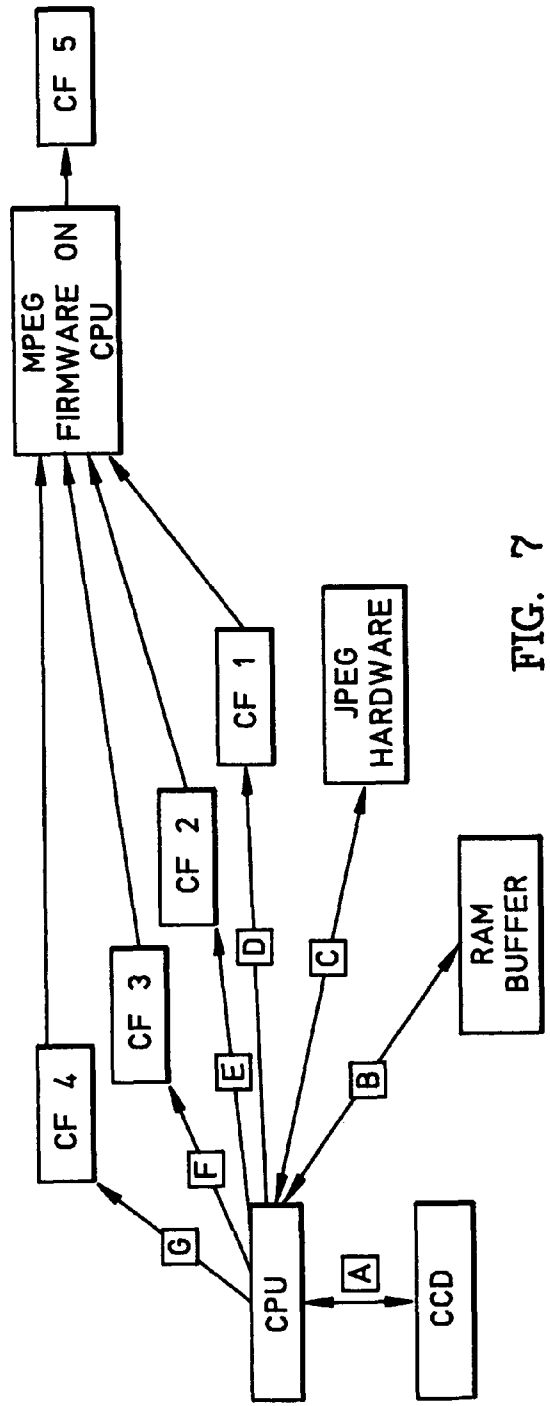 CF 5
MPEG
FIRMWARE ON
CPU
CF 4
CF 3
CF 2
CF 1
G
F
E
D
C
B
A
JPEG
HARDWARE
RAM
BUFFER
CPU
CCD
FIG. 7